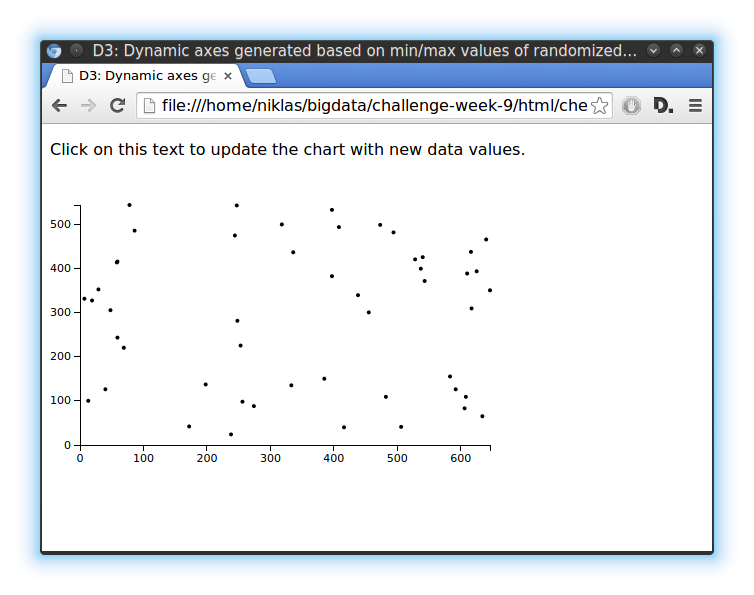 D3: Dynamic axes generated based on min/max values of randomized...
D3: Dynamic axes ge
file:///home/niklas/bigdata/challenge-week-9/html/che
D.
Click on this text to update the chart with new data values.
500
400
300
200
100
0
0 100 200 300 400 500 600